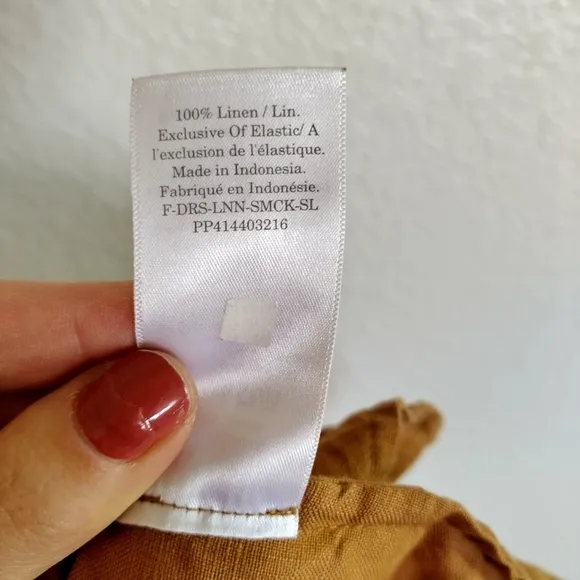 100% Linen / Lin.
Exclusive Of Elastic/ A
l'exclusion de l'élastique.
Made in Indonesia.
Fabriqué en Indonésie.
F-DRS-LNN-SMCK-SL
PP414403216